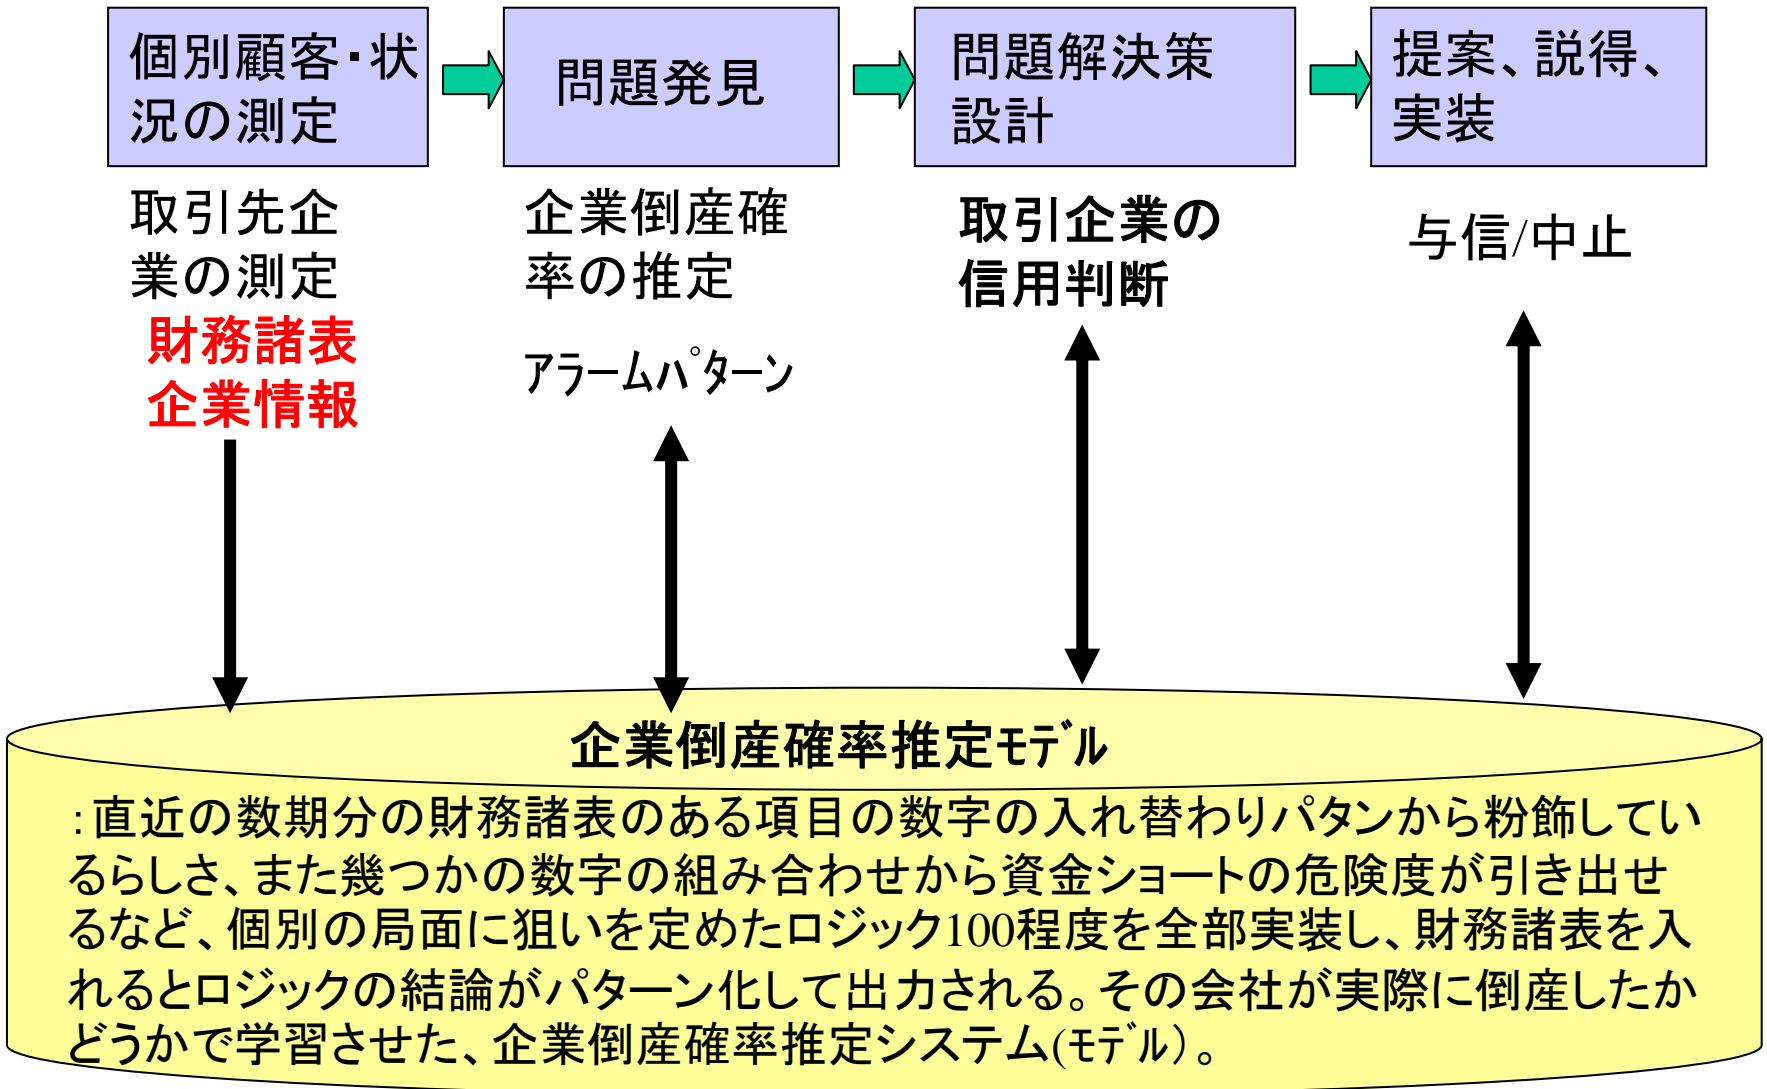 個別顧客・状
況の測定
問題発見
問題解決策
設計
提案、説得、
実装
取引先企
業の測定
財務諸表
企業情報
企業倒産確
率の推定
ｱﾗｰﾑﾊﾟﾀｰﾝ
取引企業の
信用判断
与信/中止
企業倒産確率推定ﾓﾃﾞﾙ
：直近の数期分の財務諸表のある項目の数字の入れ替わりパタンから粉飾してい
るらしさ、また幾つかの数字の組み合わせから資金ショートの危険度が引き出せ
るなど、個別の局面に狙いを定めたロジック100程度を全部実装し、財務諸表を入
れるとロジックの結論がパターン化して出力される。その会社が実際に倒産したか
どうかで学習させた、企業倒産確率推定システム(ﾓﾃﾞﾙ）。